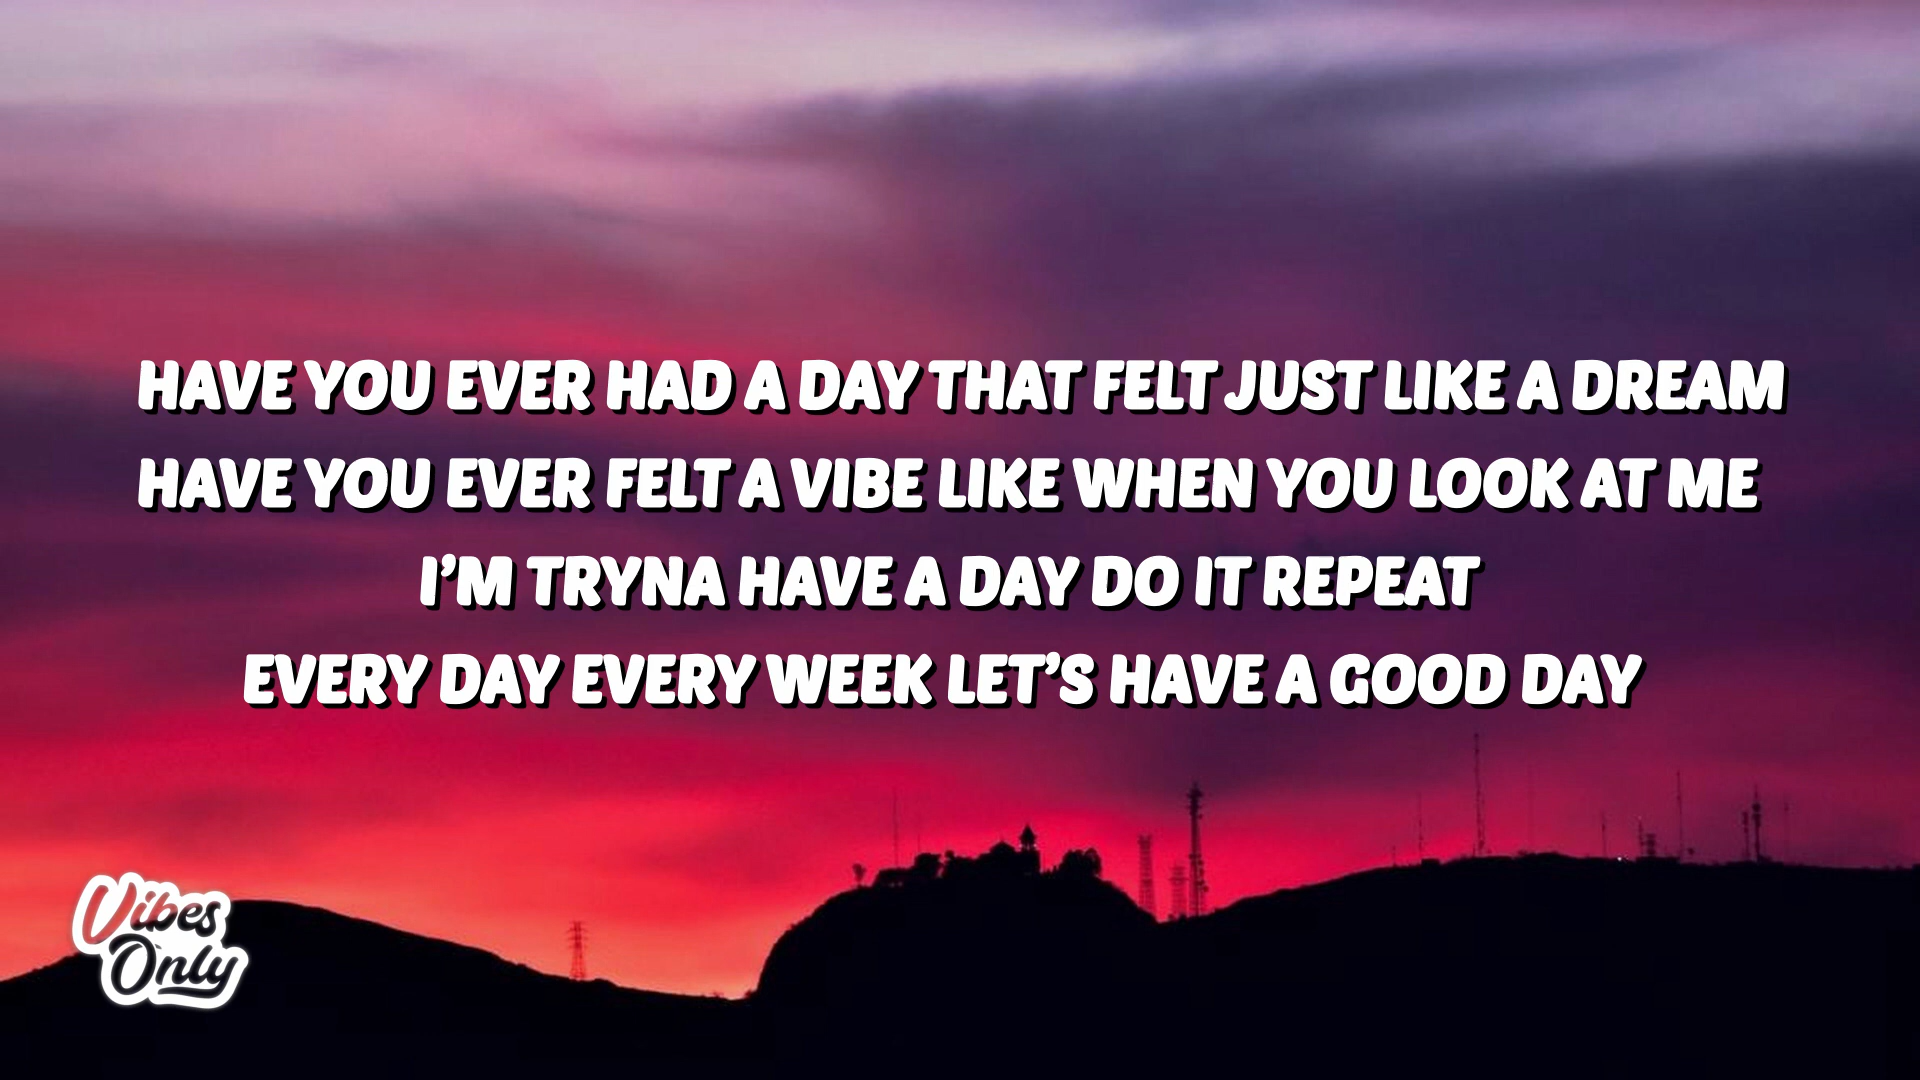 HAVE YOU EVER HAD A DAY THAT FELT JUST LIKE A DREAM
HAVE YOU EVER FELT A VIBE LIKE WHEN YOU LOOK AT ME
I'M TRYNA HAVE A DAY DO IT REPEAT
EVERY DAY EVERY WEEK LET'S HAVE A GOOD DAY
Vibes
Only